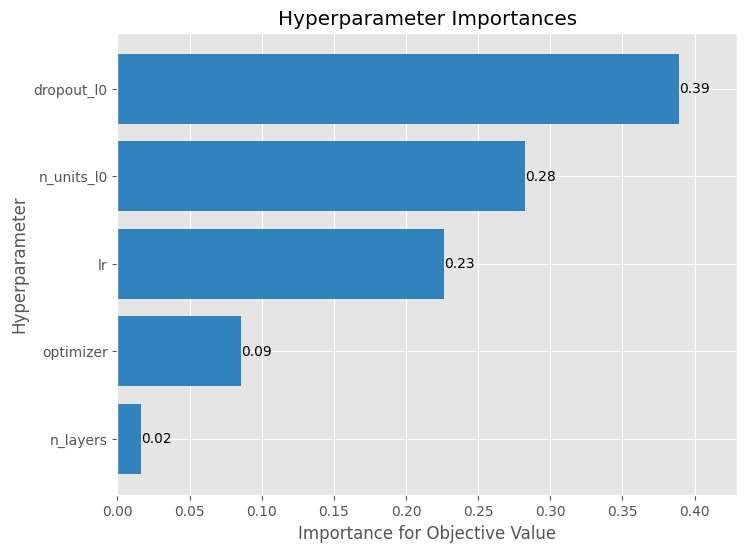 Hyperparameter Importances
Hyperparameter
dropout_l0
0.39
n_units_l0
0.28
lr
0.23
optimizer
0.09
n_layers
0.02
0.00 0.05 0.10 0.15 0.20 0.25 0.30 0.35 0.40
Importance for Objective Value